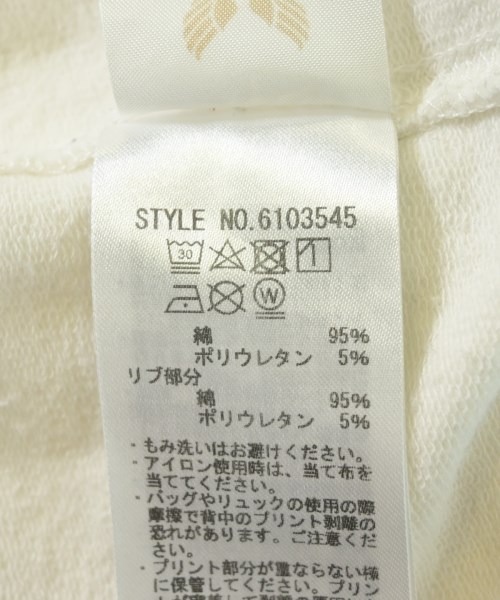 STYLE NO.6103545
30
W
綿 95%
ポリウレタン 5%
リブ部分
綿 95%
ポリウレタン 5%
・もみ洗いはお避けください。
・アイロン使用時は、当て布を
当ててください。
・バッグやリュックの使用の際
摩擦で背中のプリント剥離の
恐れがあります。ご注意くだ
さい。
・プリント部分が重ならない様
に保管してください。プリン